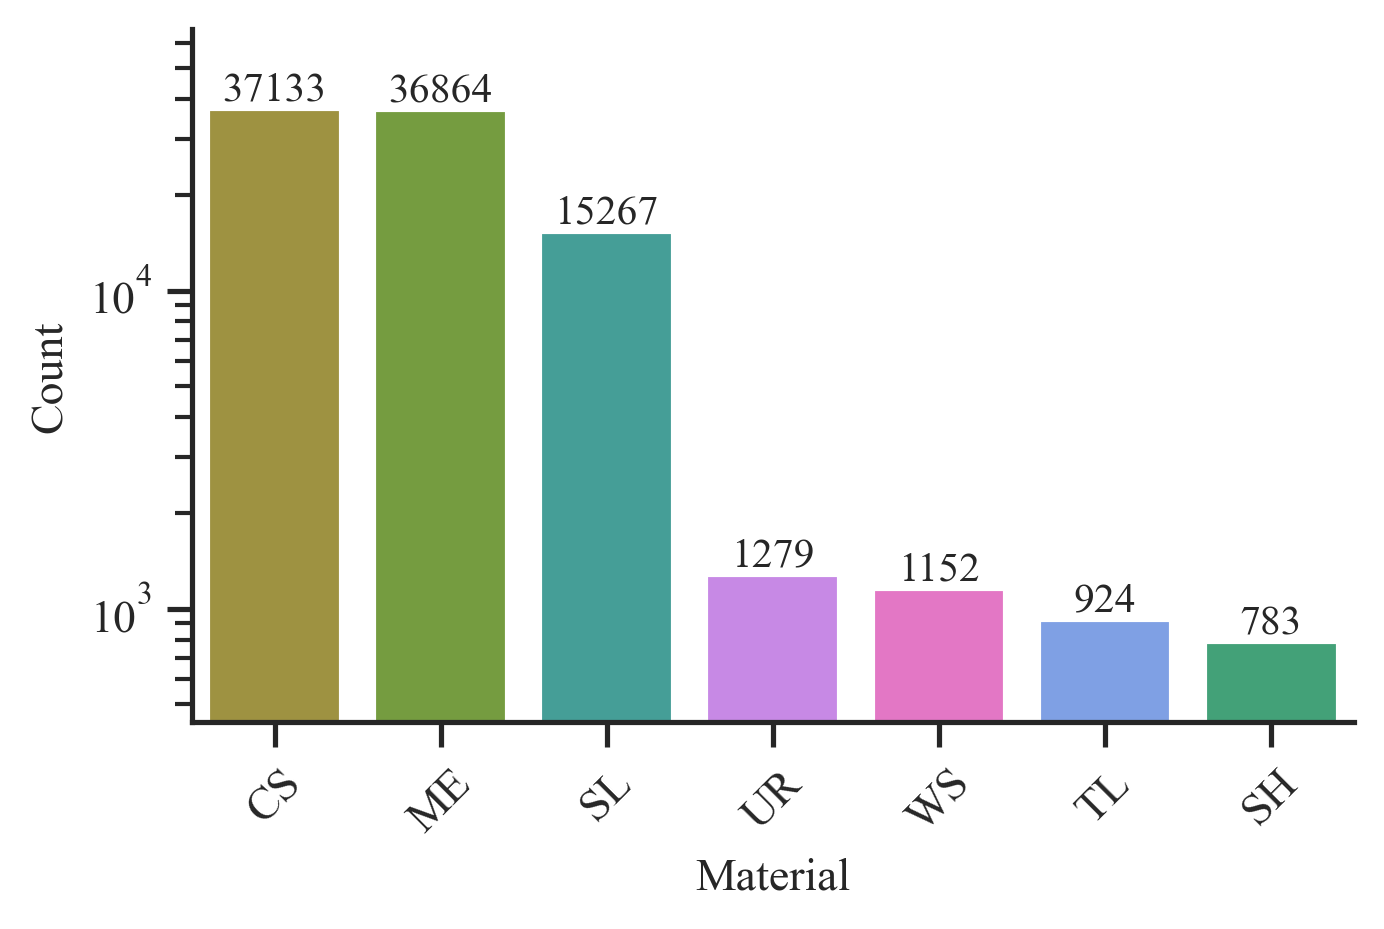 37133
36864
15267
1279
1152
924
783
10^4
10^3
Count
CS
ME
SL
UR
WS
TL
SH
Material